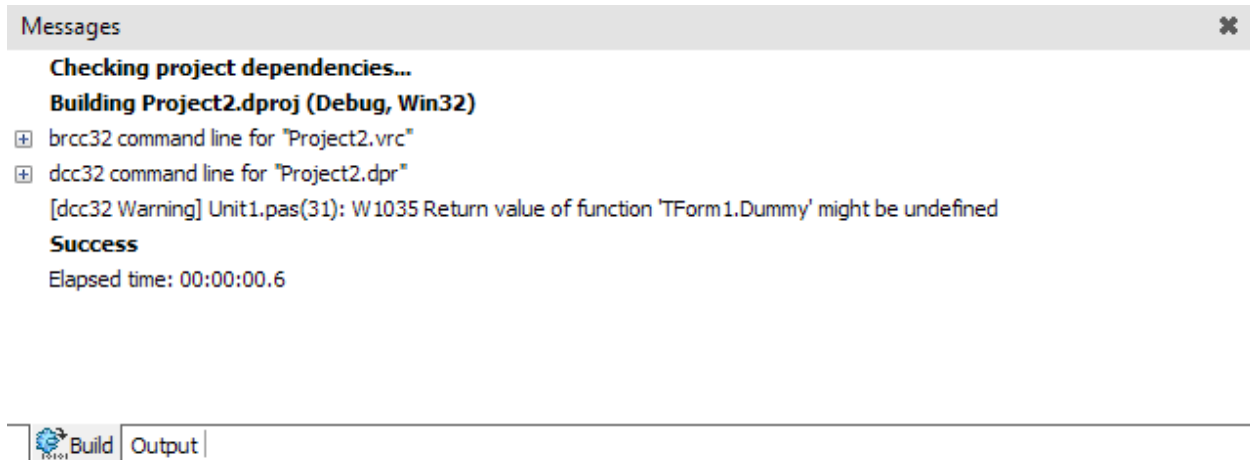 Messages
Checking project dependencies...
Building Project2.dproj (Debug, Win32)
brcc32 command line for "Project2.vrc"
dcc32 command line for "Project2.dpr"
[dcc32 Warning] Unit1.pas(31): W1035 Return value of function 'TForm1.Dummy' might be undefined
Success
Elapsed time: 00:00:00.6
Build Output